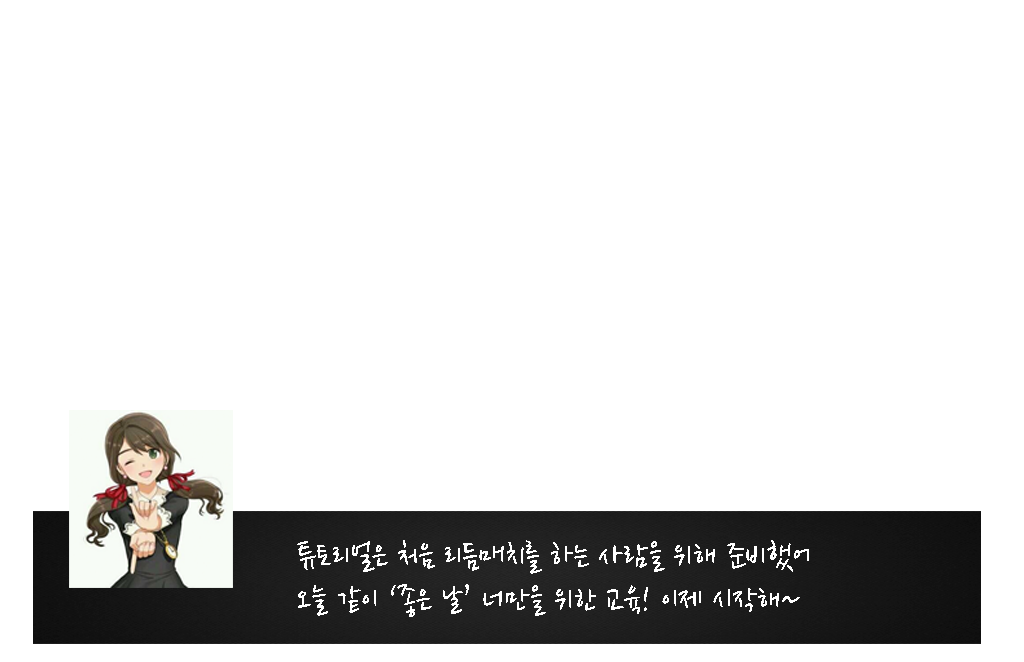 튜토리벌은 처음 리듬매치를 하는 사람을 위해 준비했어
오늘 같이 ‘좋은 날’ 너만을 위한 교육! 이제 시작해~